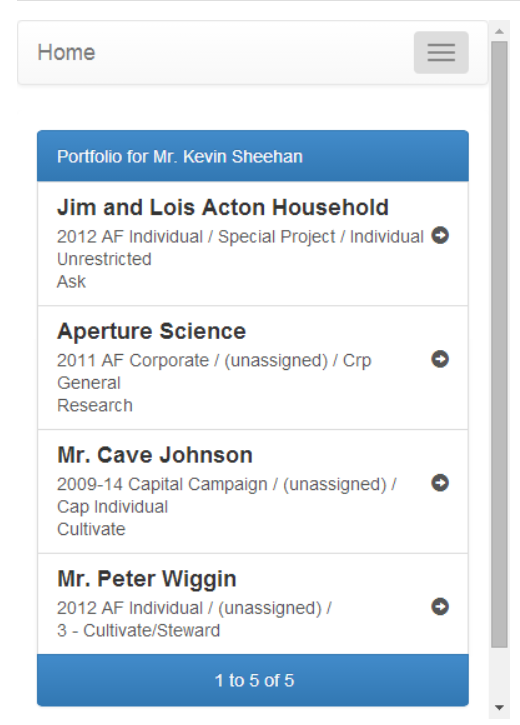 Home
Portfolio for Mr. Kevin Sheehan
Jim and Lois Acton Household
2012 AF Individual / Special Project / Individual
Unrestricted
Ask
Aperture Science
2011 AF Corporate / (unassigned) / Crp
General
Research
Mr. Cave Johnson
2009-14 Capital Campaign / (unassigned) /
Cap Individual
Cultivate
Mr. Peter Wiggin
2012 AF Individual / (unassigned) /
3 - Cultivate/Steward
1 to 5 of 5